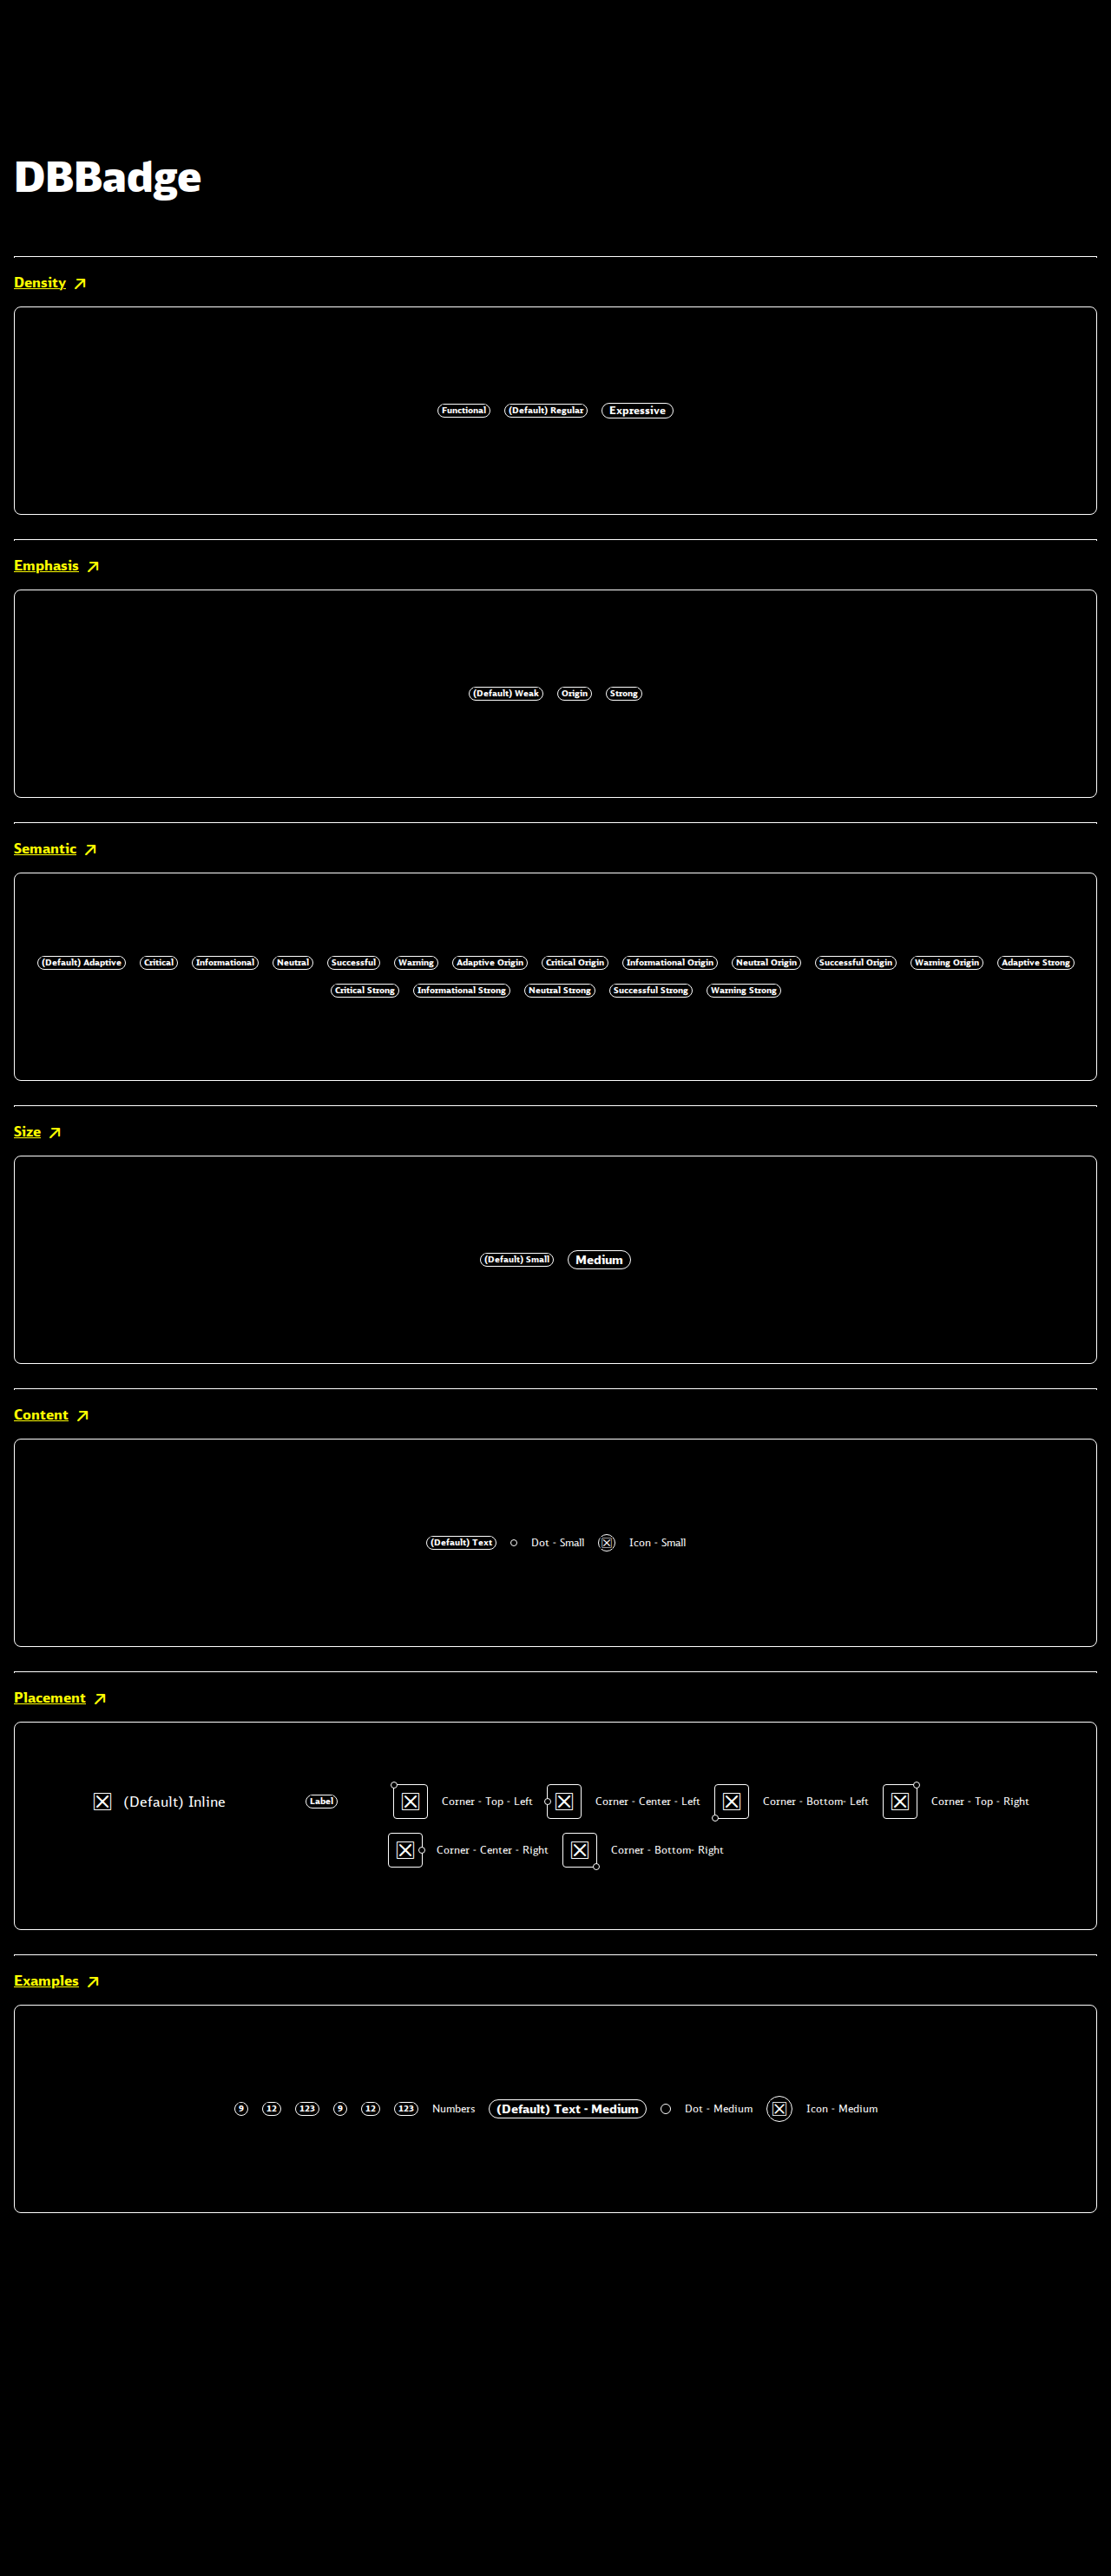 DBBadge
Density
Functional (Default) Regular Expressive
Emphasis
(Default) Weak Origin Strong
Semantic
(Default) Adaptive Critical Informational Neutral Successful Warning Adaptive Origin Critical Origin Informational Origin Neutral Origin Successful Origin Warning Origin Adaptive Strong
Critical Strong Informational Strong Neutral Strong Successful Strong Warning Strong
Size
(Default) Small Medium
Content
(Default) Text Dot - Small Icon - Small
Placement
(Default) Inline Label Corner - Top - Left Corner - Center - Left Corner - Bottom- Left Corner - Top - Right
Corner - Center - Right Corner - Bottom- Right
Examples
9 12 123 9 12 123 Numbers (Default) Text - Medium Dot - Medium Icon - Medium